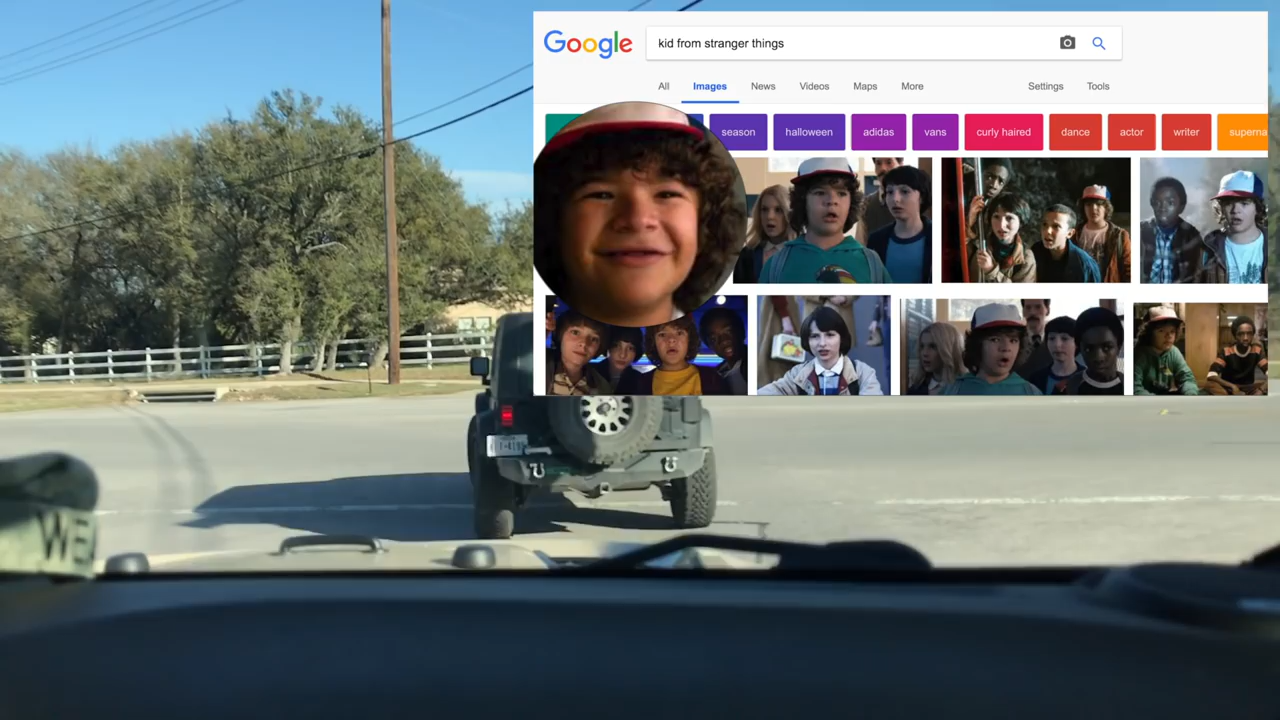 Google
kid from stranger things
All Images News Videos Maps More Settings Tools
season halloween adidas vans curly haired dance actor writer superna